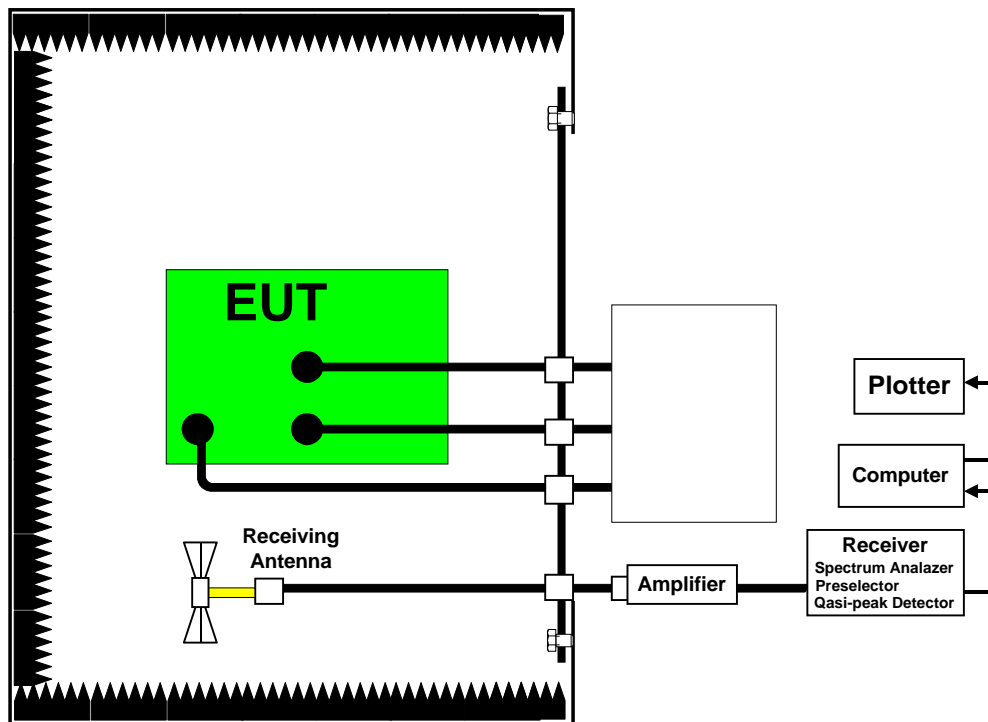 EUT
Plotter
Computer
Receiving
Antenna
Amplifier
Receiver
Spectrum Analazer
Preselector
Qasi-peak Detector